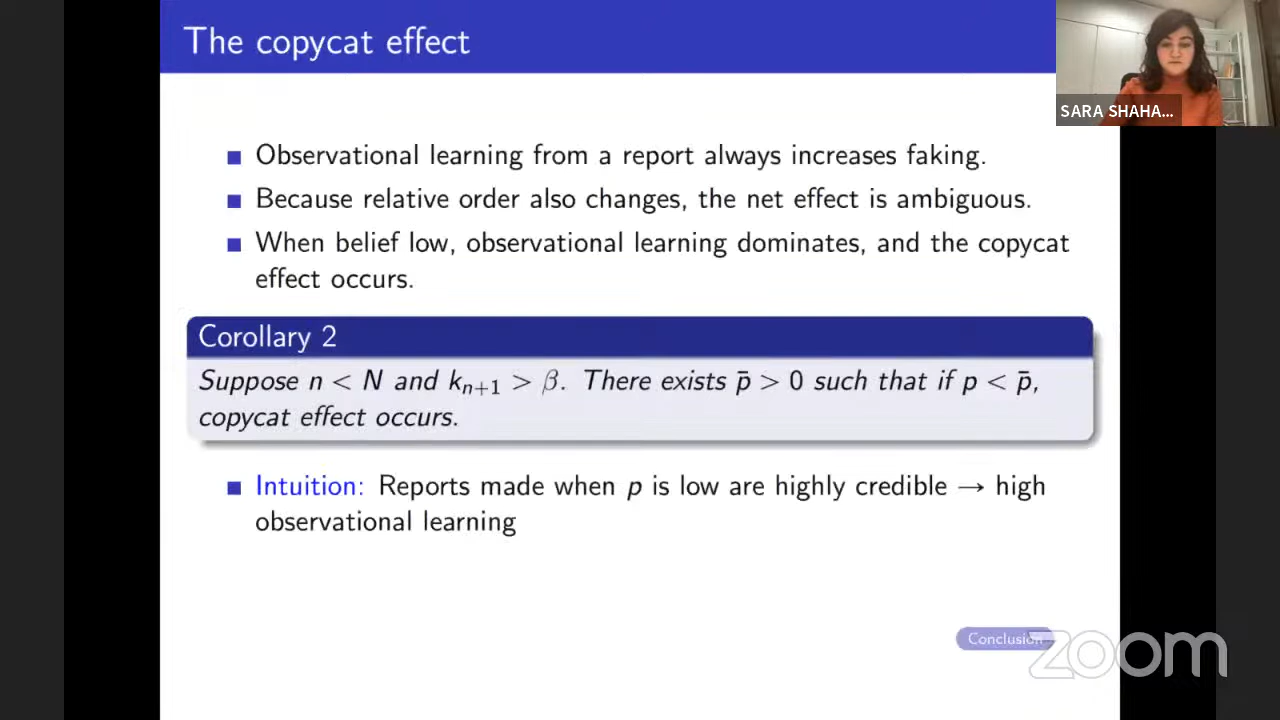 The copycat effect
SARA SHAHA...
Observational learning from a report always increases faking.
Because relative order also changes, the net effect is ambiguous.
When belief low, observational learning dominates, and the copycat
effect occurs.
Corollary 2
Suppose n < N and kₙ₊₁ > β. There exists p̄ > 0 such that if p < p̄,
copycat effect occurs.
Intuition: Reports made when p is low are highly credible → high
observational learning
Conclusion
zoom